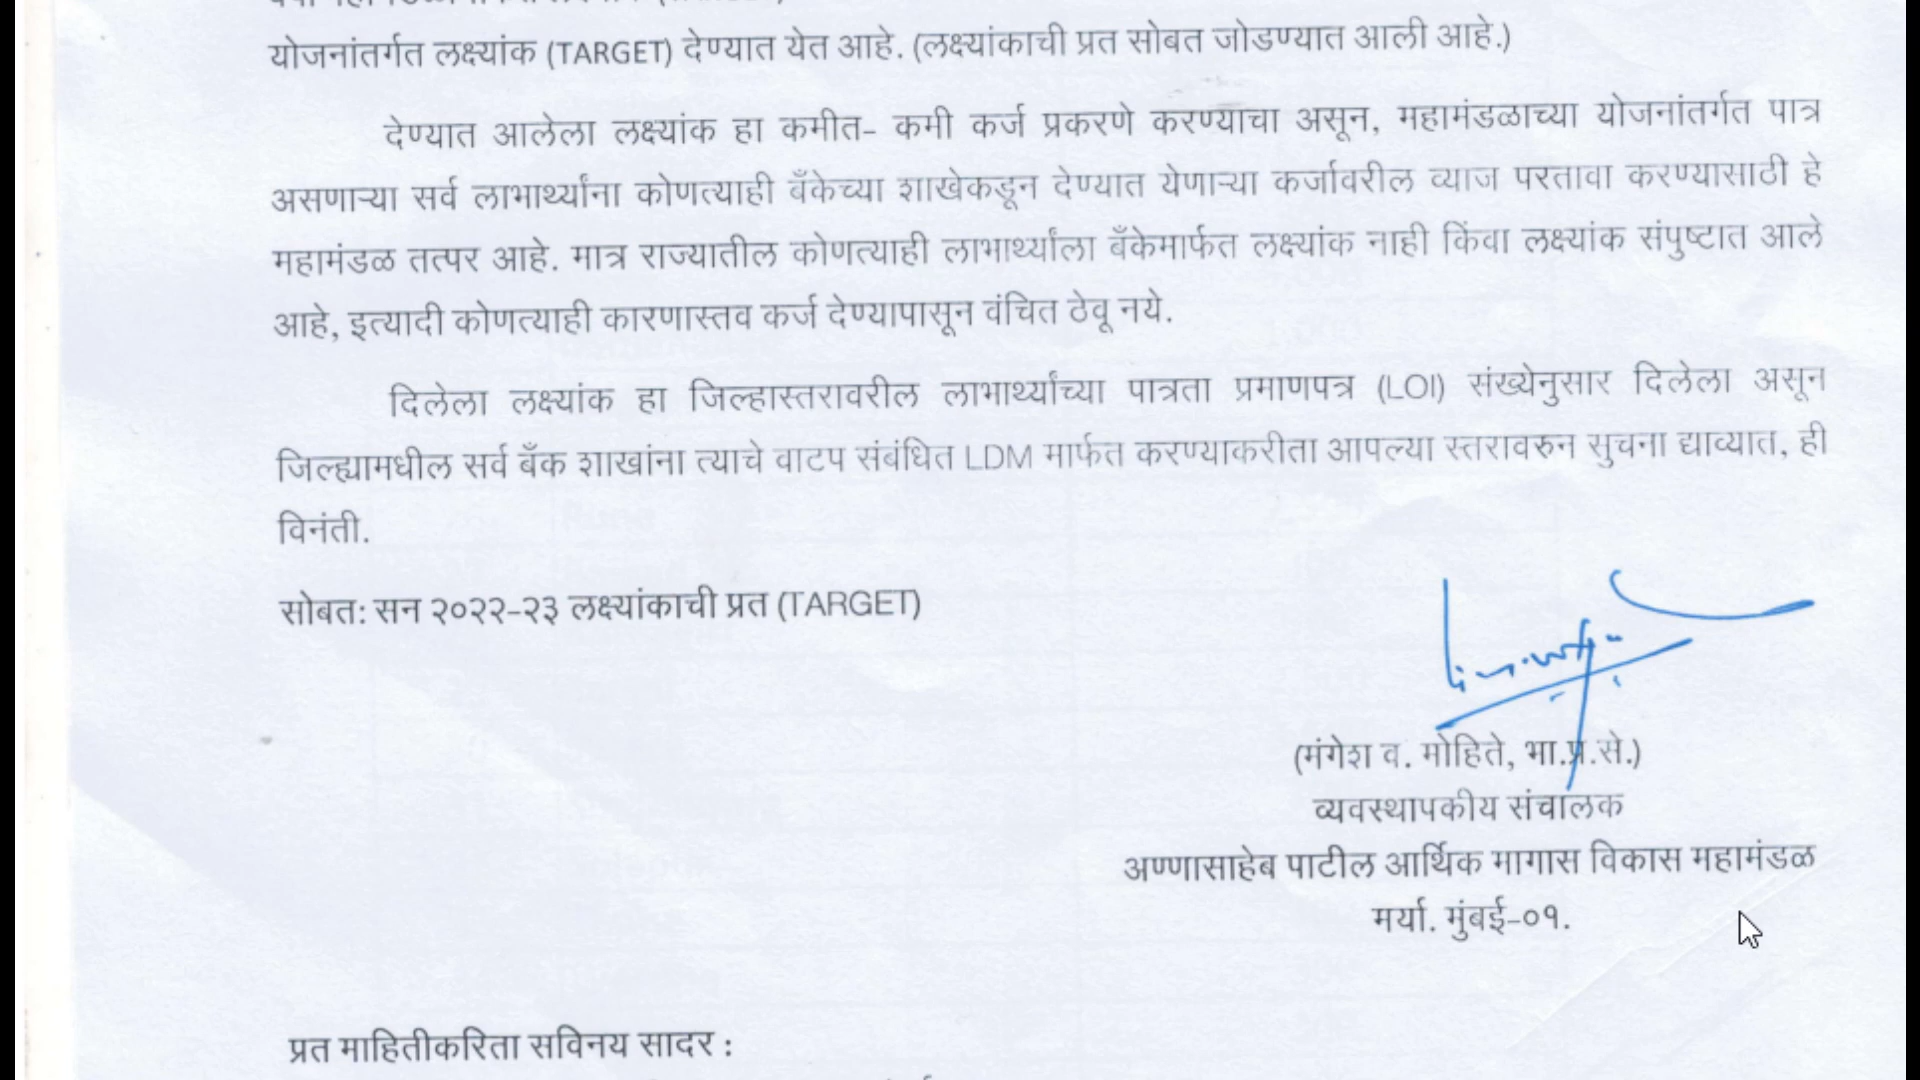 योजनांतर्गत लक्ष्यांक (TARGET) देण्यात येत आहे. (लक्ष्यांकाची प्रत सोबत जोडण्यात आली आहे.)
देण्यात आलेला लक्ष्यांक हा कमीत- कमी कर्ज प्रकरणे करण्याचा असून, महामंडळाच्या योजनांतर्गत पात्र
असणाऱ्या सर्व लाभार्थ्यांना कोणत्याही बँकेच्या शाखेकडून देण्यात येणाऱ्या कर्जावरील व्याज परतावा करण्यासाठी हे
महामंडळ तत्पर आहे. मात्र राज्यातील कोणत्याही लाभार्थ्याला बँकेमार्फत लक्ष्यांक नाही किंवा लक्ष्यांक संपुष्टात आले
आहे, इत्यादी कोणत्याही कारणास्तव कर्ज देण्यापासून वंचित ठेवू नये.
दिलेला लक्ष्यांक हा जिल्हास्तरावरील लाभार्थ्यांच्या पात्रता प्रमाणपत्र (LOI) संख्येनुसार दिलेला असून
जिल्ह्यामधील सर्व बँक शाखांना त्याचे वाटप संबंधित LDM मार्फत करण्याकरीता आपल्या स्तरावरुन सुचना द्याव्यात, ही
विनंती.
सोबत: सन २०२२-२३ लक्ष्यांकाची प्रत (TARGET)
(मंगेश व. मोहिते, भा.प्र.से.)
व्यवस्थापकीय संचालक
अण्णासाहेब पाटील आर्थिक मागास विकास महामंडळ
मर्या. मुंबई-०१.
प्रत माहितीकरिता सविनय सादर :